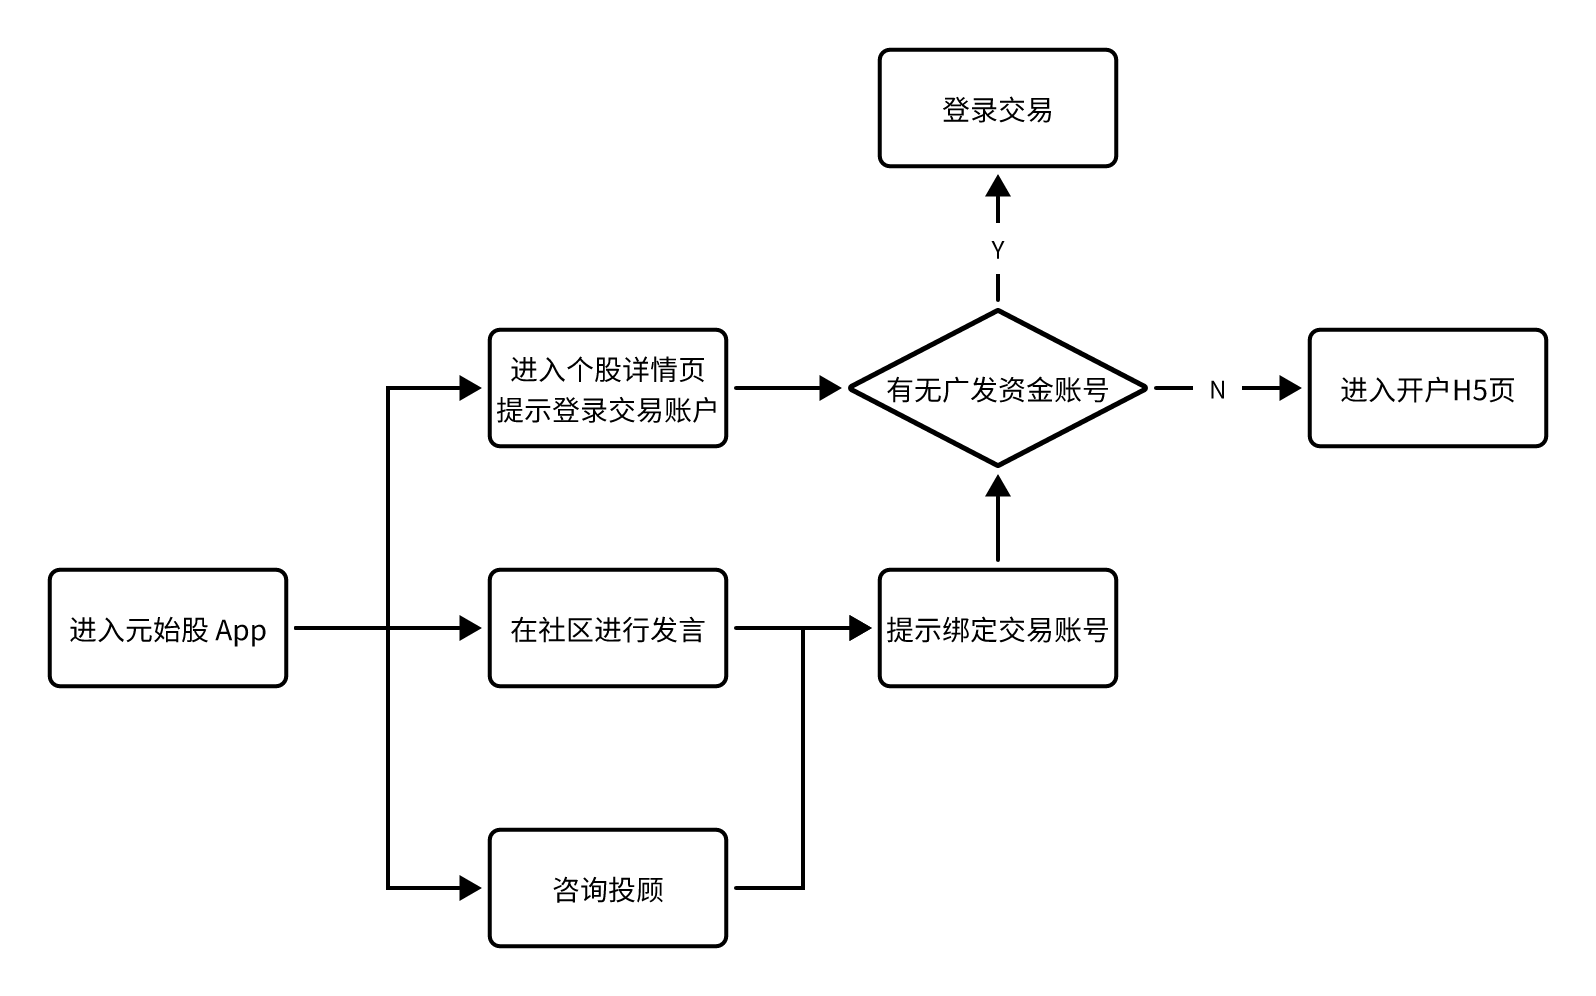 登录交易
Y
进入个股详情页
提示登录交易账户
有无广发资金账号
N
进入开户H5页
进入元始股 App
在社区进行发言
提示绑定交易账号
咨询投顾